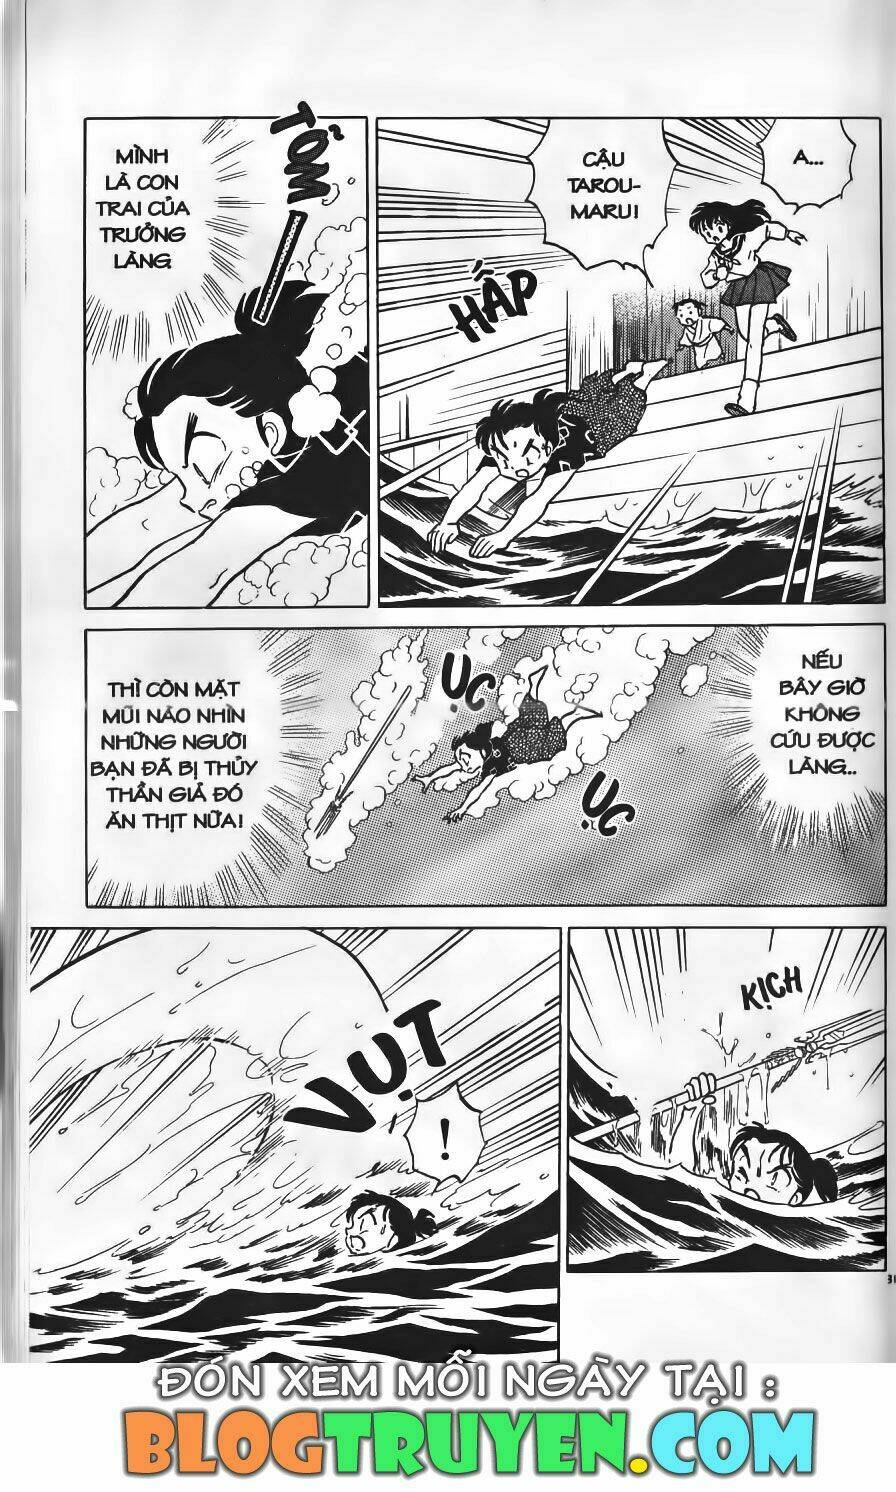 A...
CẬU
TAROU-
MARU!
HẤP
TÕM
MÌNH
LÀ CON
TRAI CỦA
TRƯỞNG
LÀNG.
NẾU
BÂY GIỜ
KHÔNG
CỨU ĐƯỢC
LÀNG...
ỤC
ỤC
THÌ CÒN MẶT
MŨI NÀO NHÌN
NHỮNG NGƯỜI
BẠN ĐÃ BỊ THỦY
THẦN GIẢ ĐÓ
ĂN THỊT NỮA!
KỊCH
VỤT
!
ĐÓN XEM MỖI NGÀY TẠI :
BLOGTRUYEN.COM